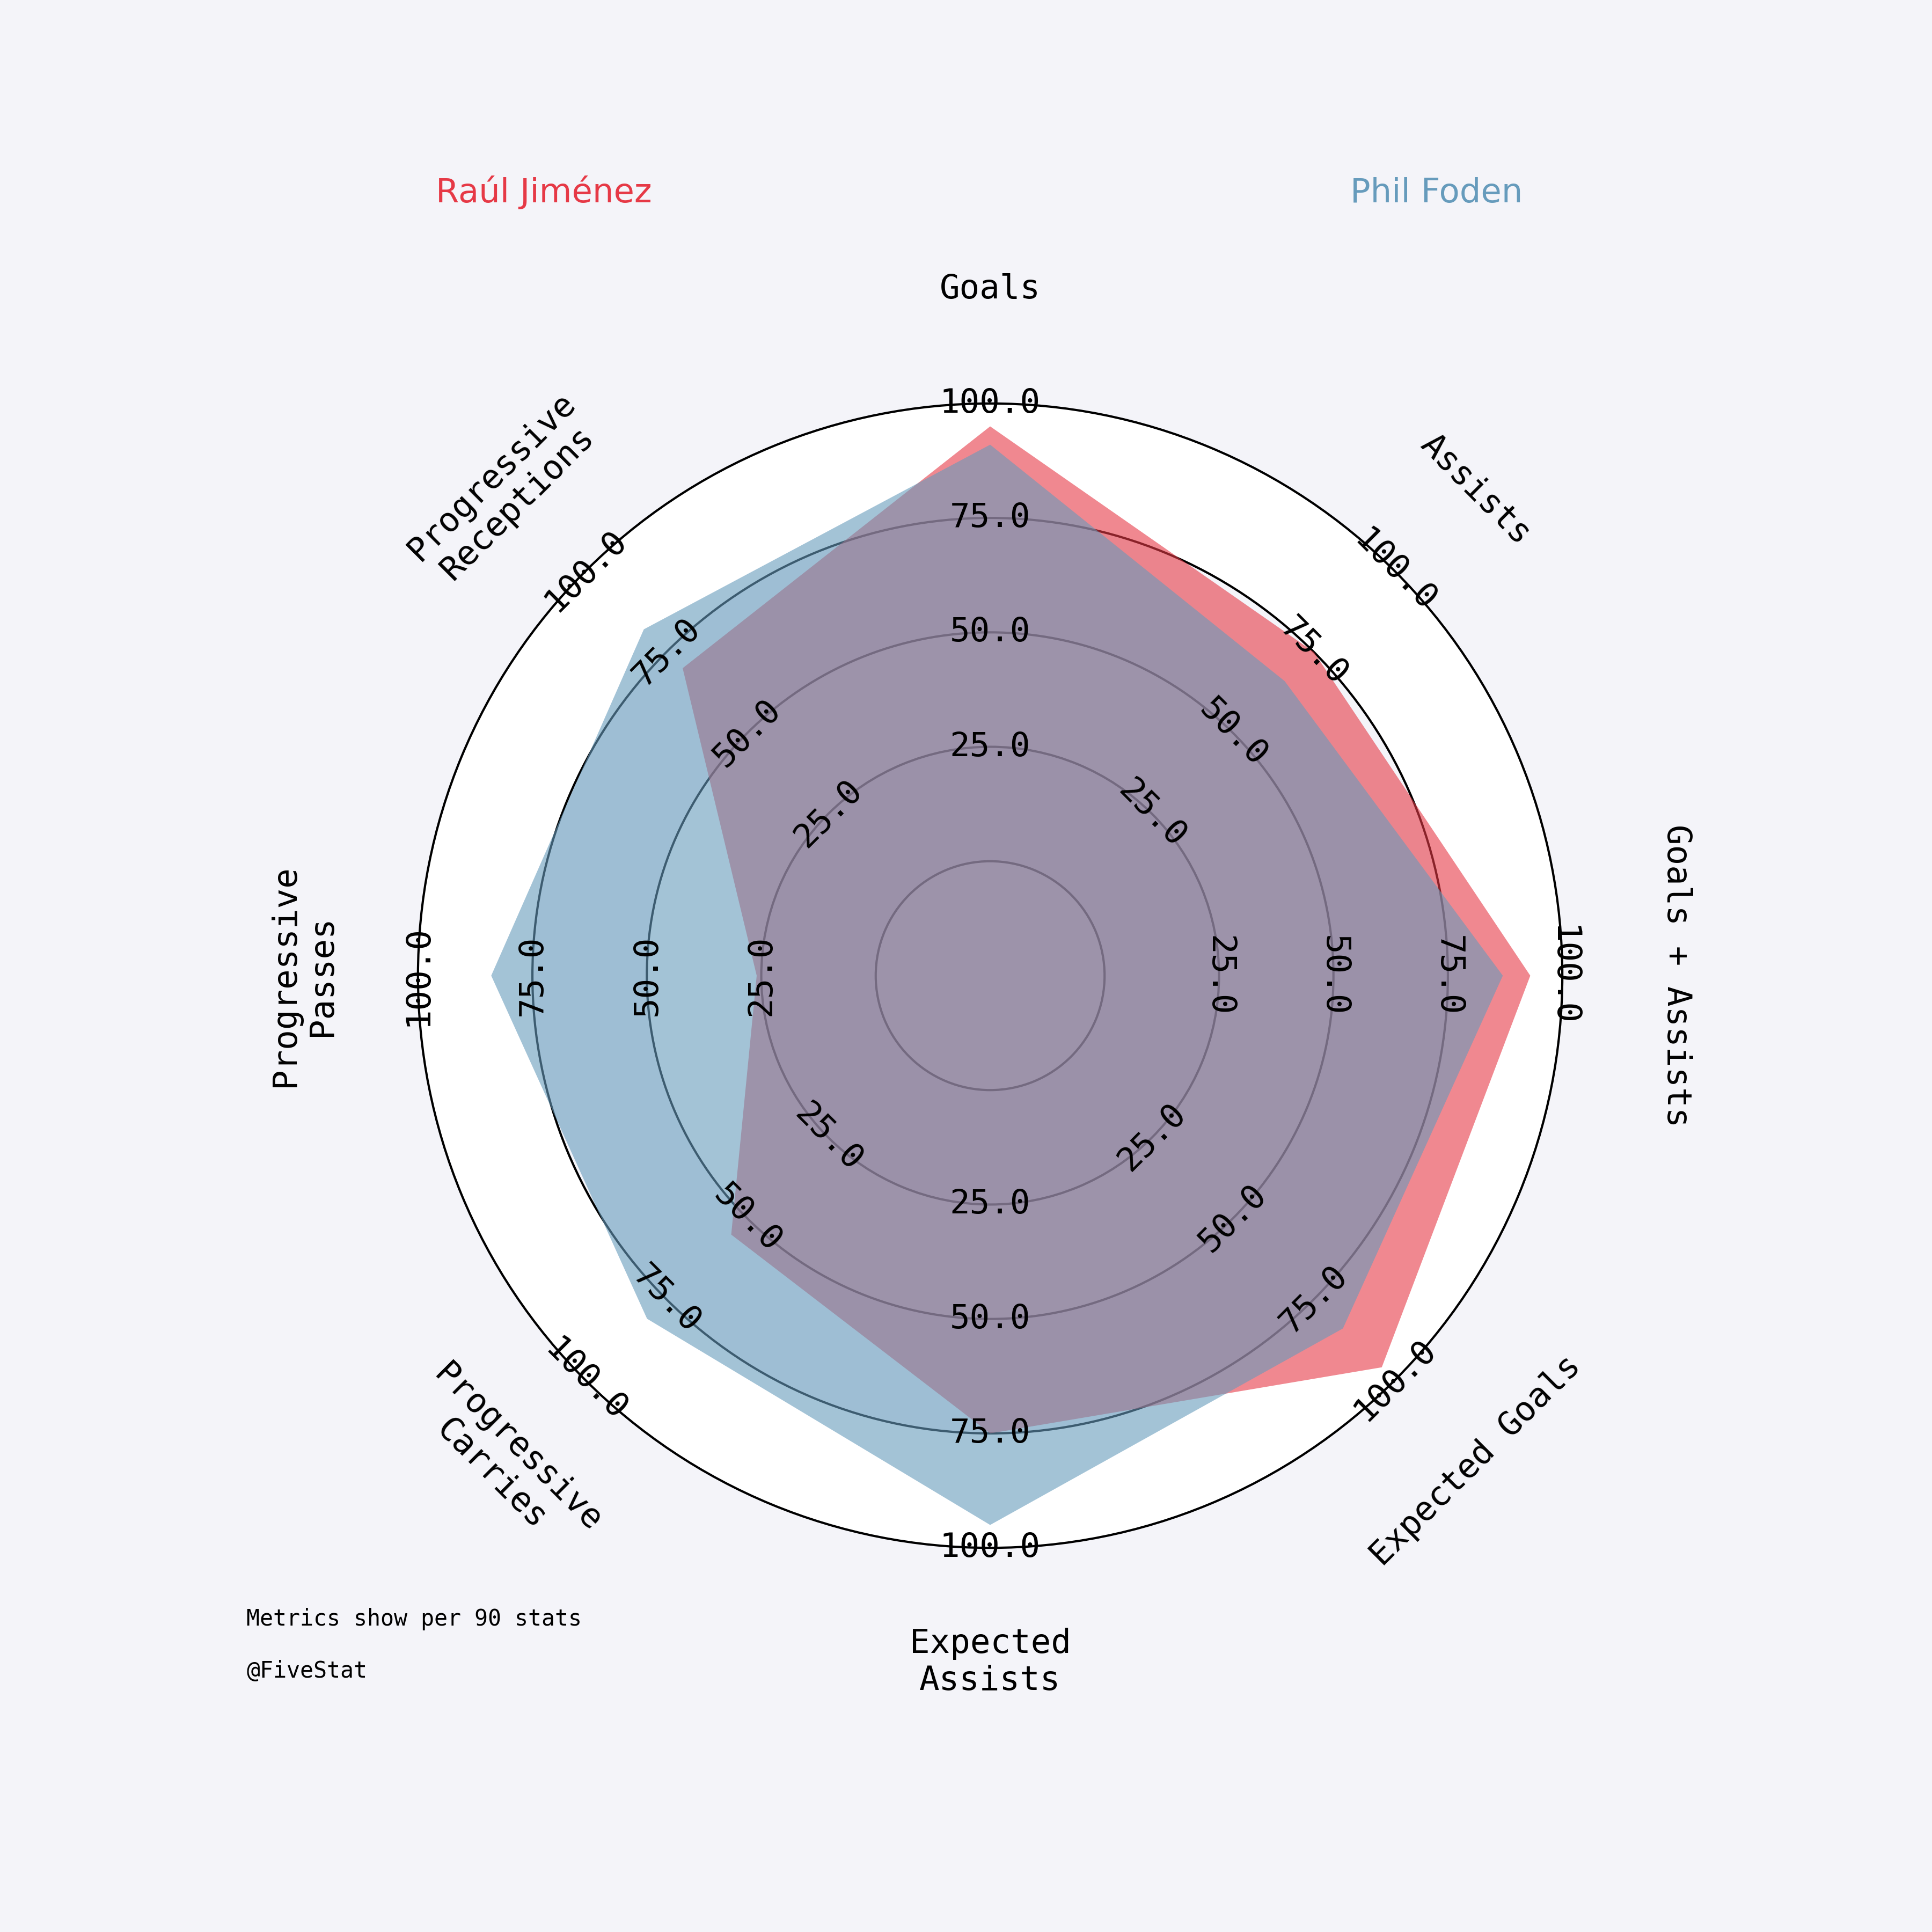 Raúl Jiménez
Phil Foden
Goals
Assists
Goals + Assists
Expected Goals
Expected
Assists
Progressive
Carries
Progressive
Passes
Progressive
Receptions
25.0
50.0
75.0
100.0
25.0
50.0
75.0
100.0
25.0
50.0
75.0
100.0
25.0
50.0
75.0
100.0
25.0
50.0
75.0
100.0
25.0
50.0
75.0
100.0
25.0
50.0
75.0
100.0
25.0
50.0
75.0
100.0
Metrics show per 90 stats
@FiveStat